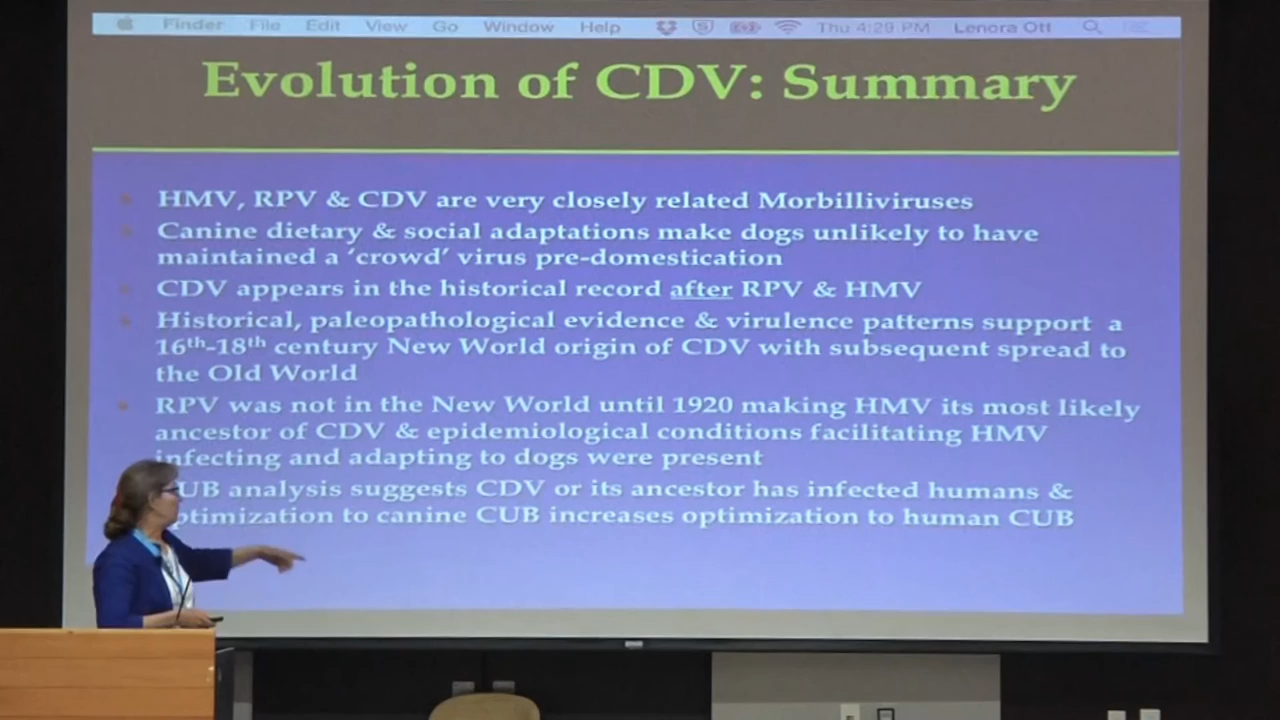 Finder File Edit View Go Window Help Thu 4:29 PM Lenora Ott
Evolution of CDV: Summary
HMV, RPV & CDV are very closely related Morbilliviruses
Canine dietary & social adaptations make dogs unlikely to have
maintained a 'crowd' virus pre-domestication
CDV appears in the historical record after RPV & HMV
Historical, paleopathological evidence & virulence patterns support a
16th-18th century New World origin of CDV with subsequent spread to
the Old World
RPV was not in the New World until 1920 making HMV its most likely
ancestor of CDV & epidemiological conditions facilitating HMV
infecting and adapting to dogs were present
CUB analysis suggests CDV or its ancestor has infected humans &
optimization to canine CUB increases optimization to human CUB